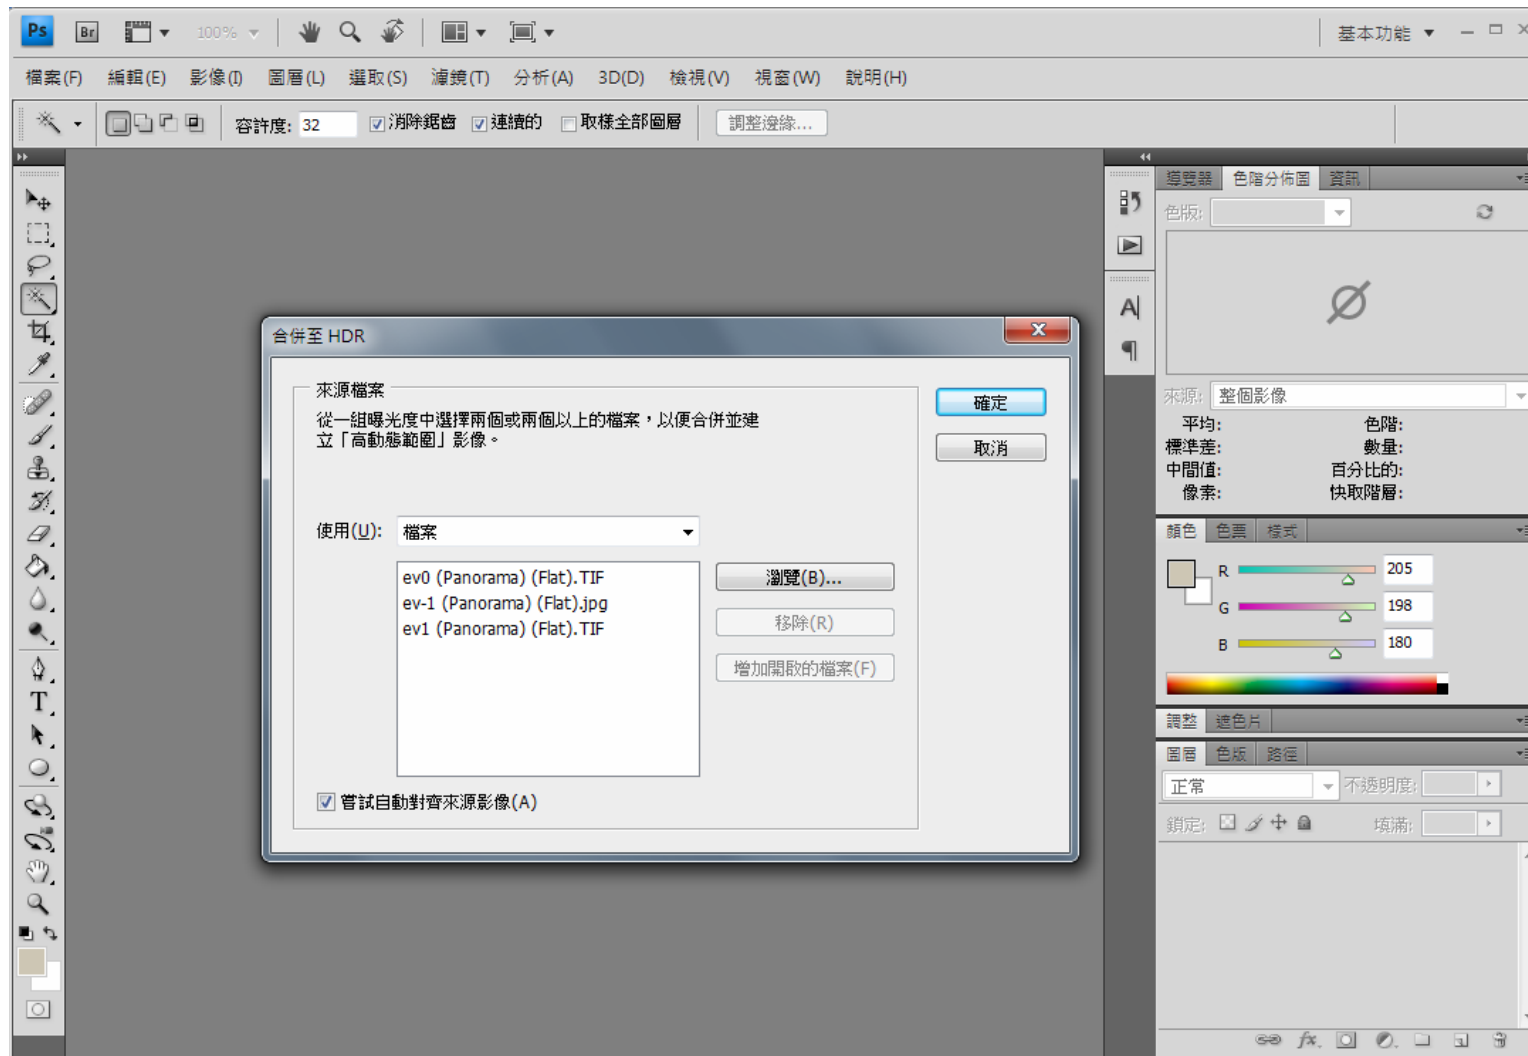 Ps Br 100% 基本功能
檔案(F) 編輯(E) 影像(I) 圖層(L) 選取(S) 濾鏡(T) 分析(A) 3D(D) 檢視(V) 視窗(W) 說明(H)
容許度: 32 消除鋸齒 連續的 取樣全部圖層 調整邊緣...
導覽器 色階分佈圖 資訊
色版:
來源: 整個影像
平均: 色階:
標準差: 數量:
中間值: 百分比的:
像素: 快取階層:
顏色 色票 樣式
R 205
G 198
B 180
調整 遮色片
圖層 色版 路徑
正常 不透明度:
鎖定: 填滿:
合併至 HDR
來源檔案
從一組曝光度中選擇兩個或兩個以上的檔案，以便合併並建
立「高動態範圍」影像。
確定
取消
使用(U): 檔案
ev0 (Panorama) (Flat).TIF
ev-1 (Panorama) (Flat).jpg
ev1 (Panorama) (Flat).TIF
瀏覽(B)...
移除(R)
增加開啟的檔案(F)
嘗試自動對齊來源影像(A)